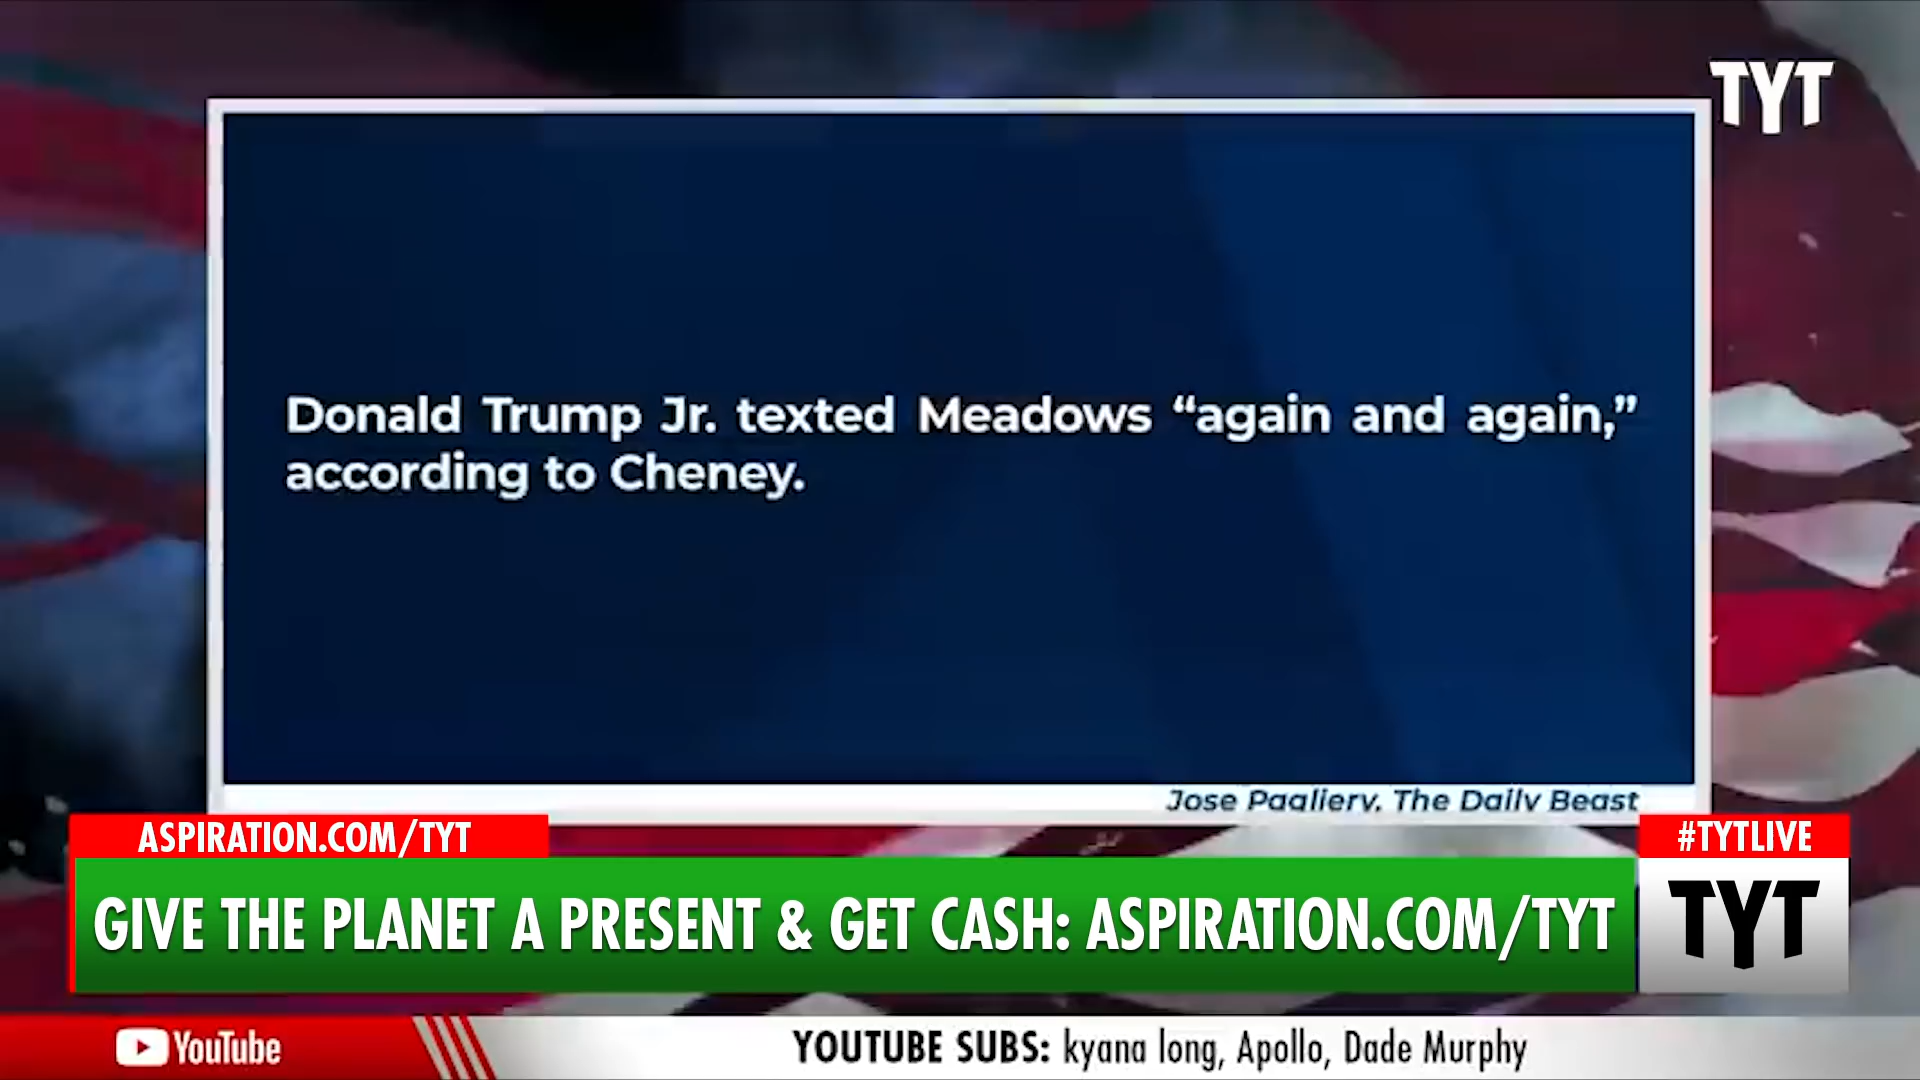 TYT
Donald Trump Jr. texted Meadows “again and again,”
according to Cheney.
Jose Pagliery, The Daily Beast
ASPIRATION.COM/TYT
#TYTLIVE
GIVE THE PLANET A PRESENT & GET CASH: ASPIRATION.COM/TYT
TYT
YouTube
YOUTUBE SUBS: kyana long, Apollo, Dade Murphy